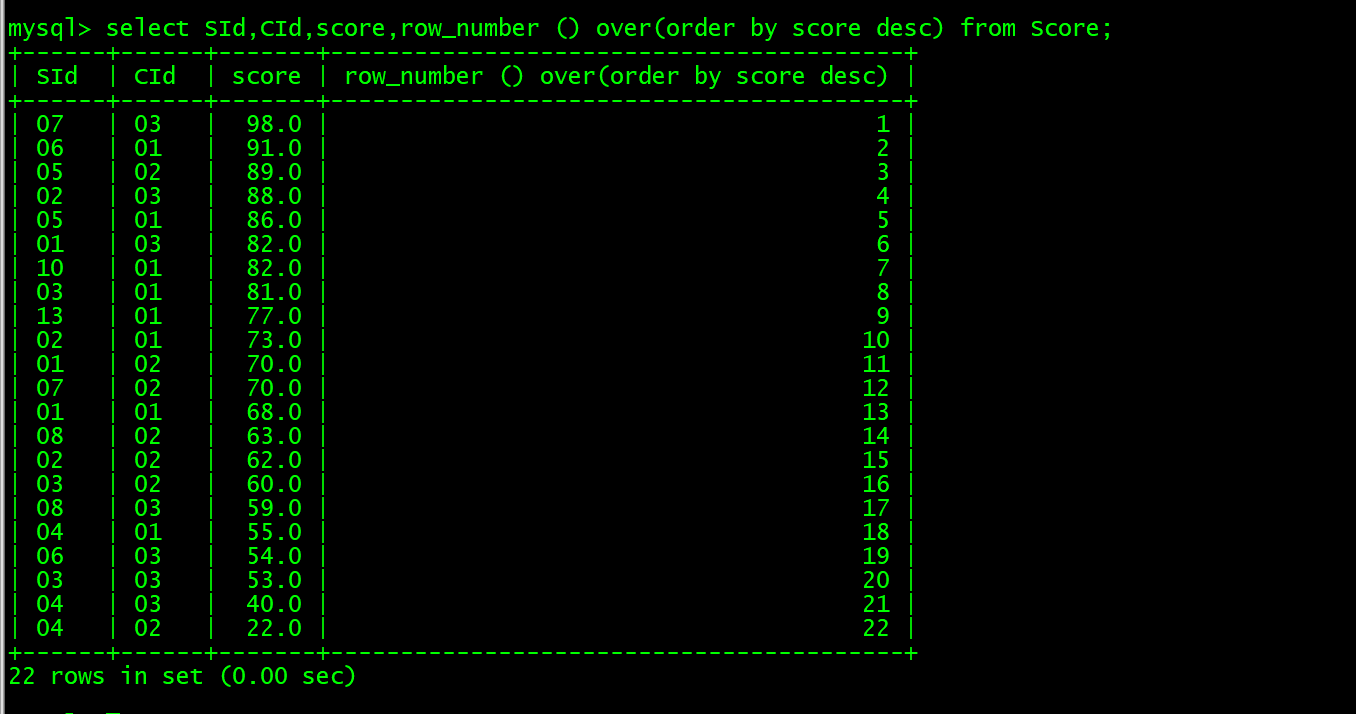 mysql> select SId,CId,score,row_number () over(order by score desc) from Score;
+------+------+-------+-----------------------------------------+
| SId | CId | score | row_number () over(order by score desc) |
+------+------+-------+-----------------------------------------+
| 07 | 03 | 98.0 | 1 |
| 06 | 01 | 91.0 | 2 |
| 05 | 02 | 89.0 | 3 |
| 02 | 03 | 88.0 | 4 |
| 05 | 01 | 86.0 | 5 |
| 01 | 03 | 82.0 | 6 |
| 10 | 01 | 82.0 | 7 |
| 03 | 01 | 81.0 | 8 |
| 13 | 01 | 77.0 | 9 |
| 02 | 01 | 73.0 | 10 |
| 01 | 02 | 70.0 | 11 |
| 07 | 02 | 70.0 | 12 |
| 01 | 01 | 68.0 | 13 |
| 08 | 02 | 63.0 | 14 |
| 02 | 02 | 62.0 | 15 |
| 03 | 02 | 60.0 | 16 |
| 08 | 03 | 59.0 | 17 |
| 04 | 01 | 55.0 | 18 |
| 06 | 03 | 54.0 | 19 |
| 03 | 03 | 53.0 | 20 |
| 04 | 03 | 40.0 | 21 |
| 04 | 02 | 22.0 | 22 |
+------+------+-------+-----------------------------------------+
22 rows in set (0.00 sec)